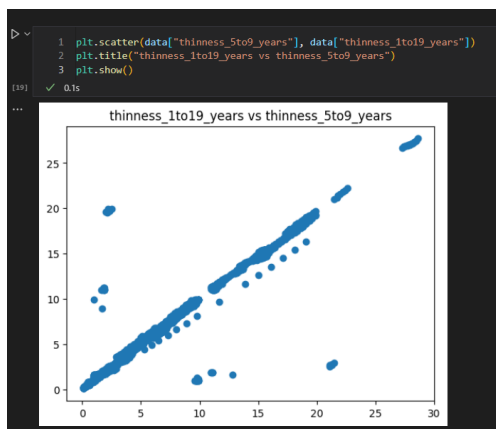 1 plt.scatter(data["thinness_5to9_years"], data["thinness_1to19_years"])
2 plt.title("thinness_1to19_years vs thinness_5to9_years")
3 plt.show()
[19] ✓ 0.1s
...
thinness_1to19_years vs thinness_5to9_years
25
20
15
10
5
0
0 5 10 15 20 25 30